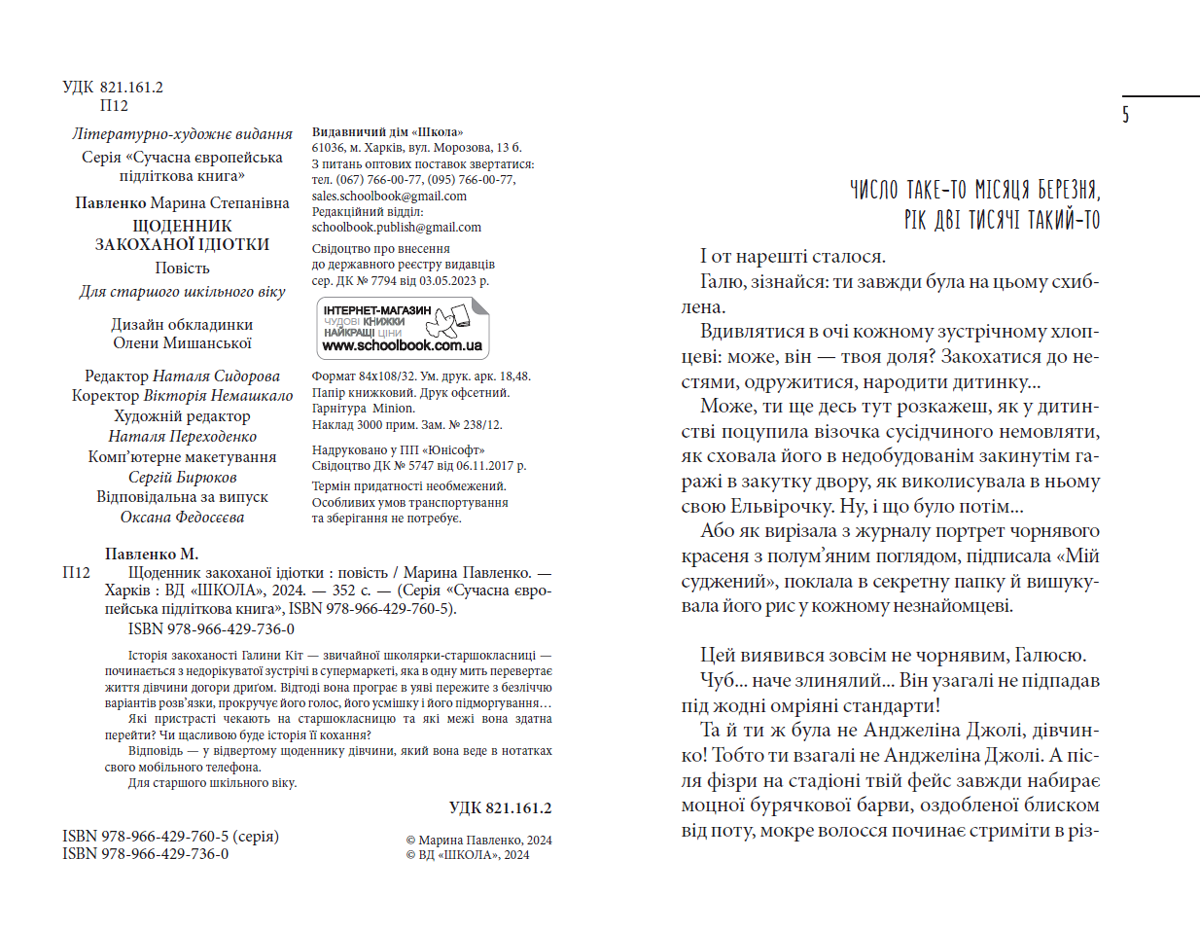 УДК 821.161.2
П12
Літературно-художнє видання
Серія «Сучасна європейська
підліткова книга»
Павленко Марина Степанівна
ЩОДЕННИК
ЗАКОХАНОЇ ІДІОТКИ
Повість
Для старшого шкільного віку
Дизайн обкладинки
Олени Мишанської
Редактор Наталя Сидорова
Коректор Вікторія Немашкало
Художній редактор
Наталя Переходенко
Комп’ютерне макетування
Сергій Бирюков
Відповідальна за випуск
Оксана Федосєєва
Видавничий дім «Школа»
61036, м. Харків, вул. Морозова, 13 б.
З питань оптових поставок звертатися:
тел. (067) 766-00-77, (095) 766-00-77,
sales.schoolbook@gmail.com
Редакційний відділ:
schoolbook.publish@gmail.com
Свідоцтво про внесення
до державного реєстру видавців
сер. ДК № 7794 від 03.05.2023 р.
ІНТЕРНЕТ-МАГАЗИН
ЧУДОВІ КНИЖКИ
НАЙКРАЩІ ЦІНИ
www.schoolbook.com.ua
Формат 84х108/32. Ум. друк. арк. 18,48.
Папір книжковий. Друк офсетний.
Гарнітура Minion.
Наклад 3000 прим. Зам. № 238/12.
Надруковано у ПП «Юнісофт»
Свідоцтво ДК № 5747 від 06.11.2017 р.
Термін придатності необмежений.
Особливих умов транспортування
та зберігання не потребує.
Павленко М.
П12 Щоденник закоханої ідіотки : повість / Марина Павленко. —
Харків : ВД «ШКОЛА», 2024. — 352 с. — (Серія «Сучасна євро-
пейська підліткова книга», ISBN 978-966-429-760-5).
ISBN 978-966-429-736-0
Історія закоханості Галини Кіт — звичайної школярки-старшокласниці —
починається з недорікуватої зустрічі в супермаркеті, яка в одну мить перевертає
життя дівчини догори дриґом. Відтоді вона програє в уяві пережите з безліччю
варіантів розв’язки, прокручує його голос, його усмішку і його підморгування…
Які пристрасті чекають на старшокласницю та які межі вона здатна
перейти? Чи щасливою буде історія її кохання?
Відповідь — у відвертому щоденнику дівчини, який вона веде в нотатках
свого мобільного телефона.
Для старшого шкільного віку.
УДК 821.161.2
ISBN 978-966-429-760-5 (серія)
ISBN 978-966-429-736-0
© Марина Павленко, 2024
© ВД «ШКОЛА», 2024
5
ЧИСЛО ТАКЕ-ТО МІСЯЦЯ БЕРЕЗНЯ,
РІК ДВІ ТИСЯЧІ ТАКИЙ-ТО
І от нарешті сталося.
Галю, зізнайся: ти завжди була на цьому схиб-
лена.
Вдивлятися в очі кожному зустрічному хлоп-
цеві: може, він — твоя доля? Закохатися до не-
стями, одружитися, народити дитинку...
Може, ти ще десь тут розкажеш, як у дитин-
стві поцупила візочка сусідчиного немовляти,
як сховала його в недобудованім закинутім га-
ражі в закутку двору, як виколисувала в ньому
свою Ельвірочку. Ну, і що було потім...
Або як вирізала з журналу портрет чорнявого
красеня з полум’яним поглядом, підписала «Мій
суджений», поклала в секретну папку й вишуку-
вала його рис у кожному незнайомцеві.
Цей виявився зовсім не чорнявим, Галюсю.
Чуб... наче злинялий... Він узагалі не підпадав
під жодні омріяні стандарти!
Та й ти ж була не Анджеліна Джолі, дівчин-
ко! Тобто ти взагалі не Анджеліна Джолі. А піс-
ля фізри на стадіоні твій фейс завжди набирає
моцної бурячкової барви, оздобленої блиском
від поту, мокре волосся починає стриміти в різ-